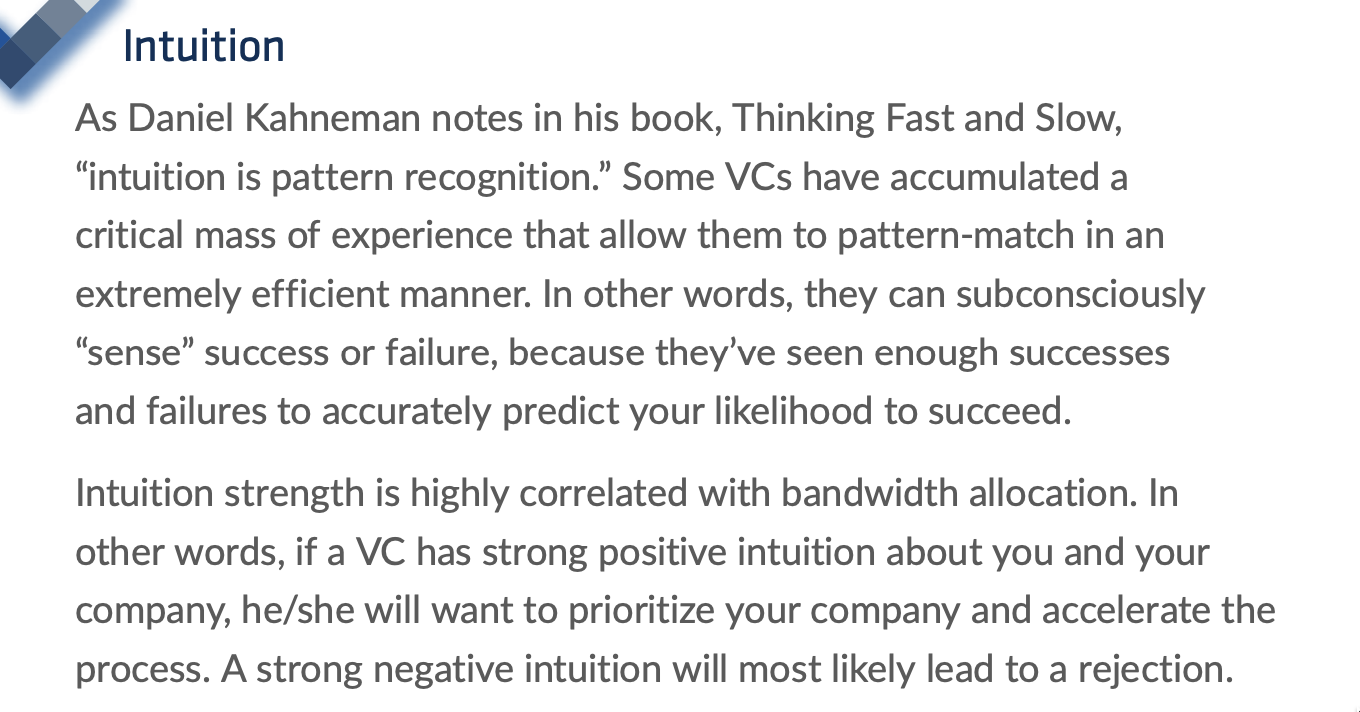 Intuition
As Daniel Kahneman notes in his book, Thinking Fast and Slow,
“intuition is pattern recognition.” Some VCs have accumulated a
critical mass of experience that allow them to pattern-match in an
extremely efficient manner. In other words, they can subconsciously
“sense” success or failure, because they’ve seen enough successes
and failures to accurately predict your likelihood to succeed.
Intuition strength is highly correlated with bandwidth allocation. In
other words, if a VC has strong positive intuition about you and your
company, he/she will want to prioritize your company and accelerate the
process. A strong negative intuition will most likely lead to a rejection.